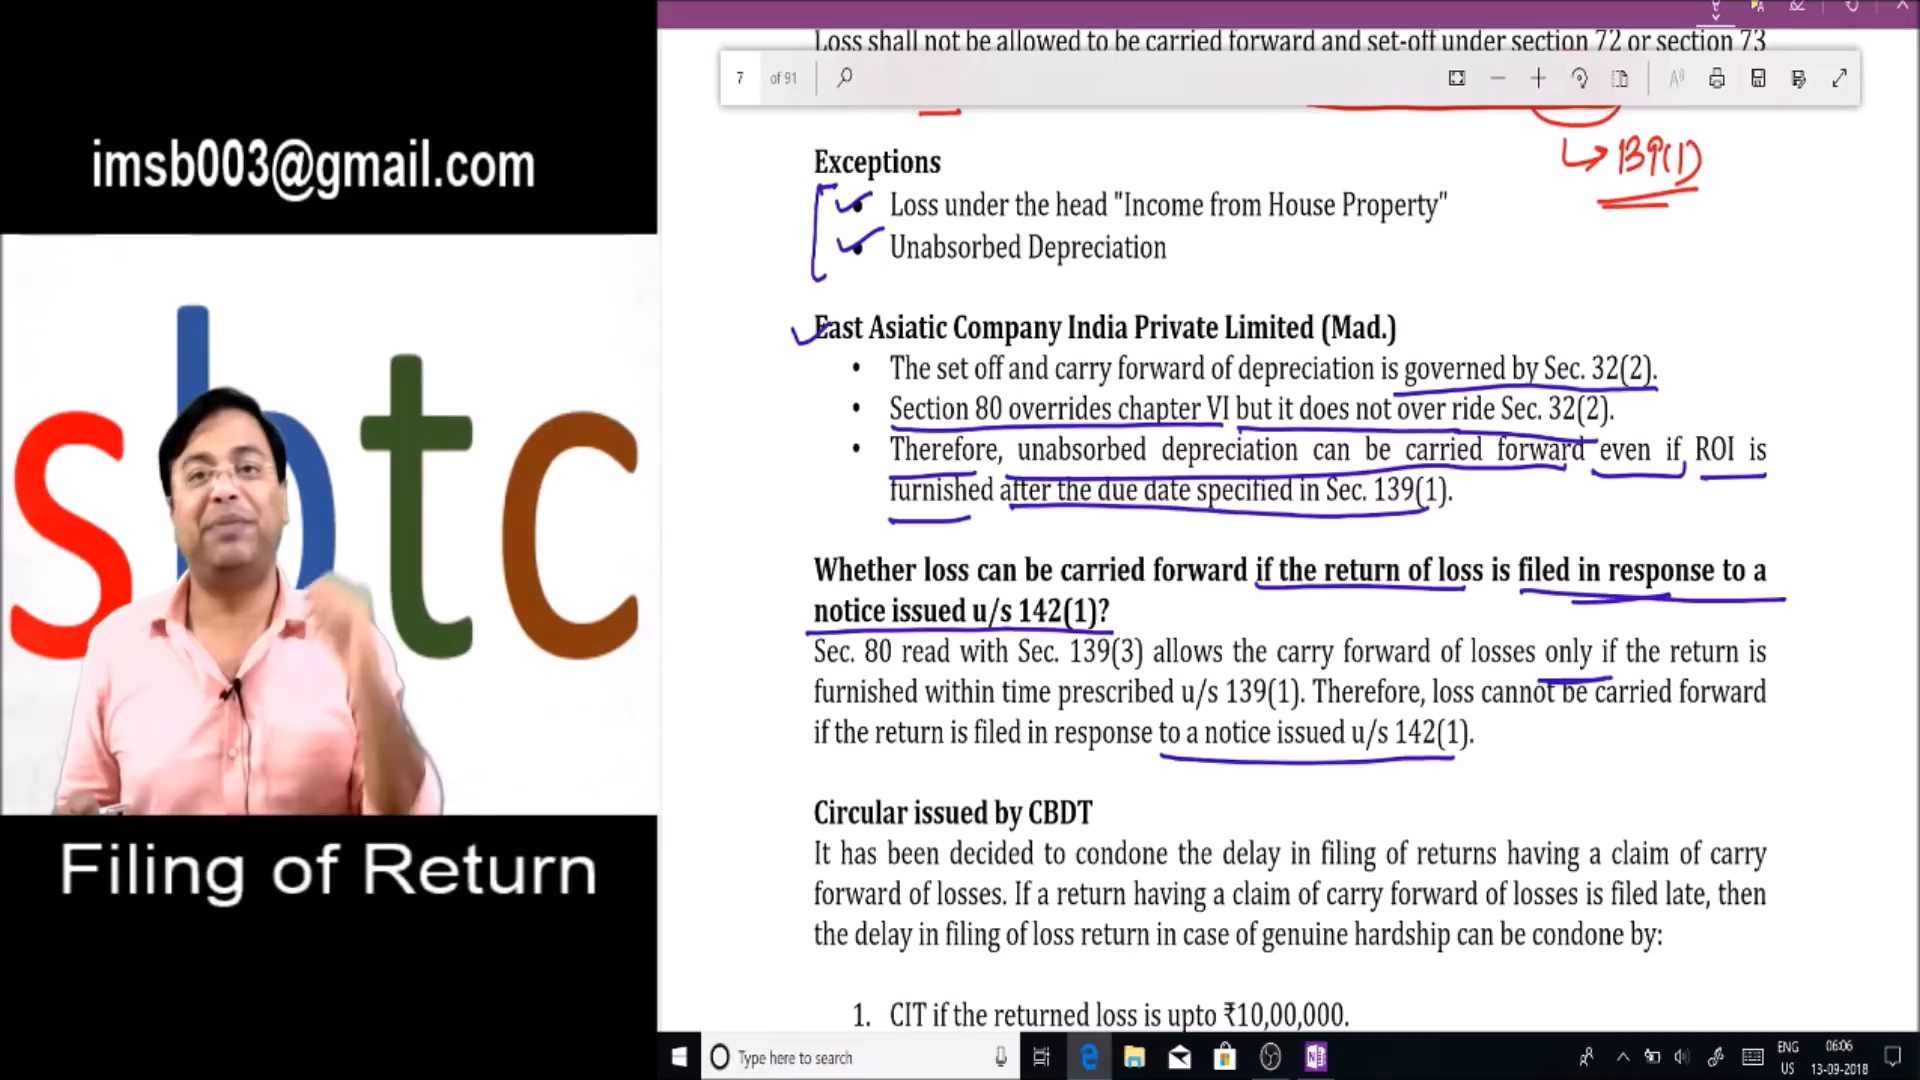 imsb003@gmail.com
sbtc
Filing of Return
Loss shall not be allowed to be carried forward and set-off under section 72 or section 73
7 of 91
139(1)
Exceptions
• Loss under the head "Income from House Property"
• Unabsorbed Depreciation
East Asiatic Company India Private Limited (Mad.)
• The set off and carry forward of depreciation is governed by Sec. 32(2).
• Section 80 overrides chapter VI but it does not over ride Sec. 32(2).
• Therefore, unabsorbed depreciation can be carried forward even if ROI is
furnished after the due date specified in Sec. 139(1).
Whether loss can be carried forward if the return of loss is filed in response to a
notice issued u/s 142(1)?
Sec. 80 read with Sec. 139(3) allows the carry forward of losses only if the return is
furnished within time prescribed u/s 139(1). Therefore, loss cannot be carried forward
if the return is filed in response to a notice issued u/s 142(1).
Circular issued by CBDT
It has been decided to condone the delay in filing of returns having a claim of carry
forward of losses. If a return having a claim of carry forward of losses is filed late, then
the delay in filing of loss return in case of genuine hardship can be condone by:
1. CIT if the returned loss is upto ₹10,00,000.
Type here to search
ENG
US
06:06
13-09-2018